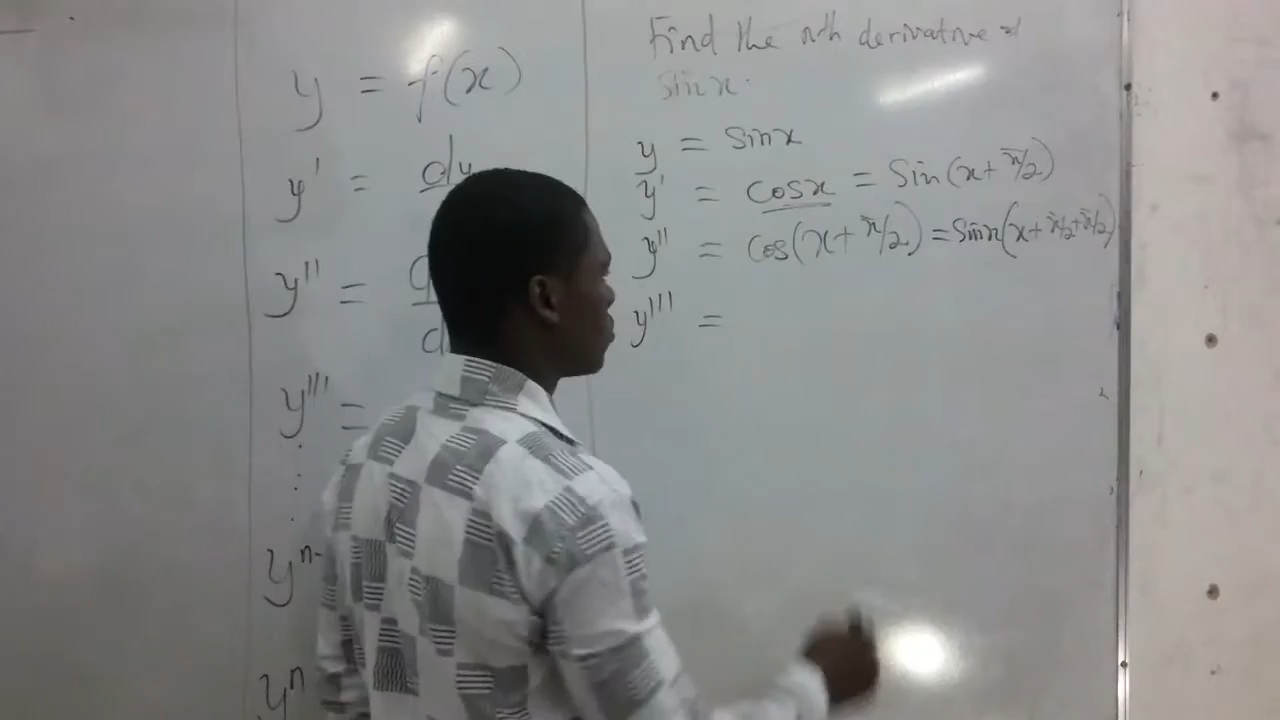 y = f(x)
y' = dy
y'' = d
d
y''' =
y^n-
y^n
Find the nth derivative of
sinx.
y = sinx
y' = cosx = Sin(x+π/2)
y'' = cos(x+π/2) = Sinx(x+π/2+π/2)
y''' =